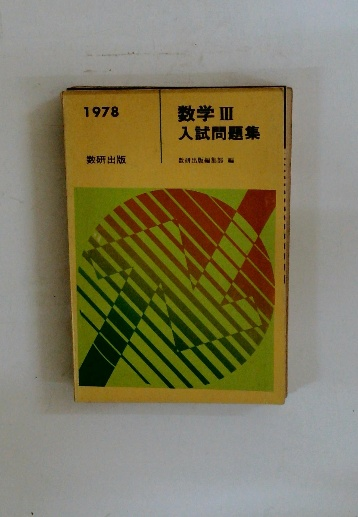 1978
数研出版
数学 III
入試問題集
数研出版編集部 編